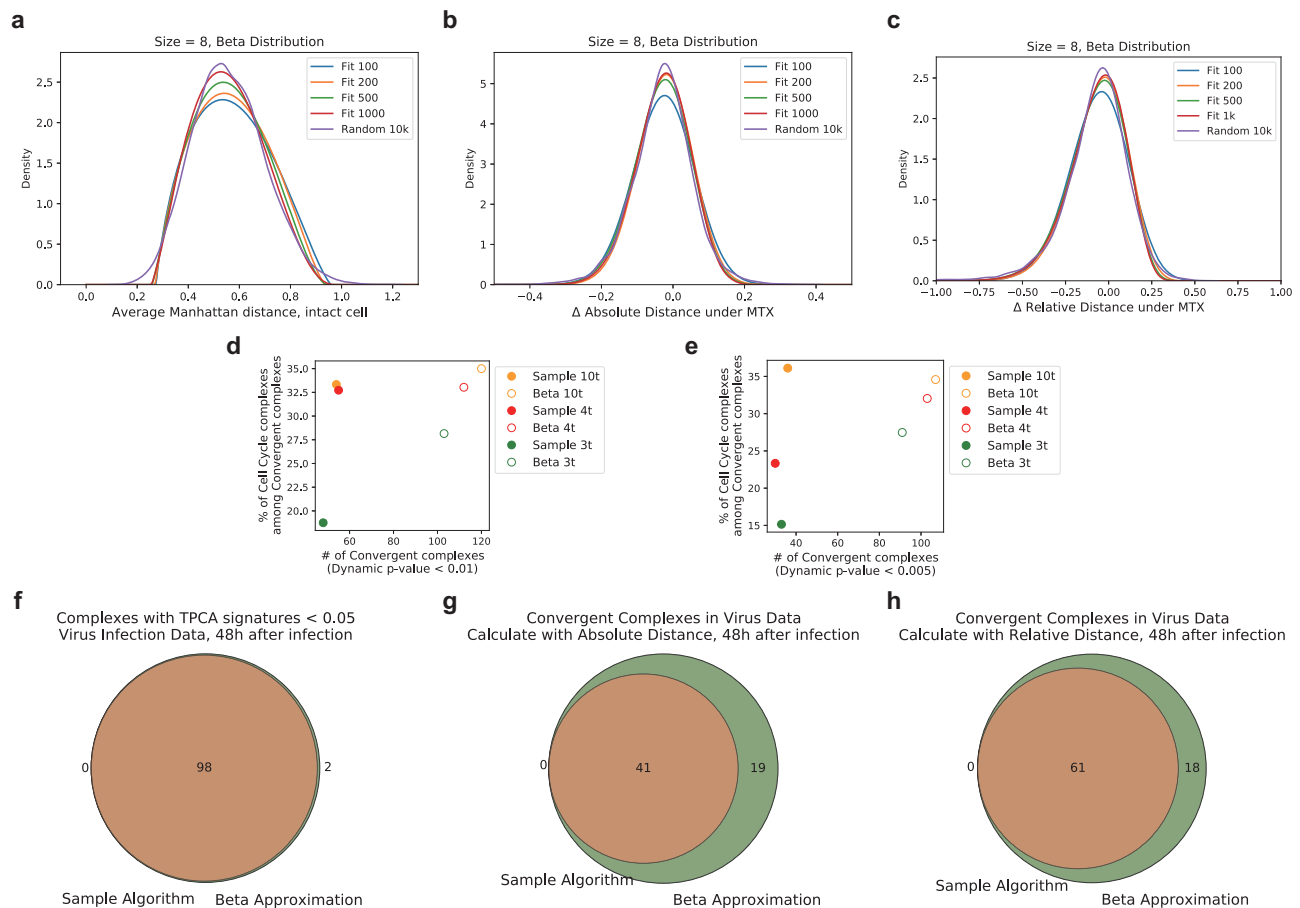 a
Size = 8, Beta Distribution
Density
2.5
2.0
1.5
1.0
0.5
0.0
0.0
0.2
0.4
0.6
0.8
1.0
1.2
Average Manhattan distance, intact cell
Fit 100
Fit 200
Fit 500
Fit 1000
Random 10k
b
Size = 8, Beta Distribution
Density
5
4
3
2
1
0
−0.4
−0.2
0.0
0.2
0.4
Δ Absolute Distance under MTX
Fit 100
Fit 200
Fit 500
Fit 1000
Random 10k
c
Size = 8, Beta Distribution
Density
2.5
2.0
1.5
1.0
0.5
0.0
−1.00
−0.75
−0.50
−0.25
0.00
0.25
0.50
0.75
1.00
Δ Relative Distance under MTX
Fit 100
Fit 200
Fit 500
Fit 1k
Random 10k
d
% of Cell Cycle complexes
among Convergent complexes
35.0
32.5
30.0
27.5
25.0
22.5
20.0
60
80
100
120
# of Convergent complexes
(Dynamic p-value < 0.01)
Sample 10t
Beta 10t
Sample 4t
Beta 4t
Sample 3t
Beta 3t
e
% of Cell Cycle complexes
among Convergent complexes
35
30
25
20
15
40
60
80
100
# of Convergent complexes
(Dynamic p-value < 0.005)
Sample 10t
Beta 10t
Sample 4t
Beta 4t
Sample 3t
Beta 3t
f
Complexes with TPCA signatures < 0.05
Virus Infection Data, 48h after infection
0
98
2
Sample Algorithm
Beta Approximation
g
Convergent Complexes in Virus Data
Calculate with Absolute Distance, 48h after infection
0
41
19
Sample Algorithm
Beta Approximation
h
Convergent Complexes in Virus Data
Calculate with Relative Distance, 48h after infection
0
61
18
Sample Algorithm
Beta Approximation